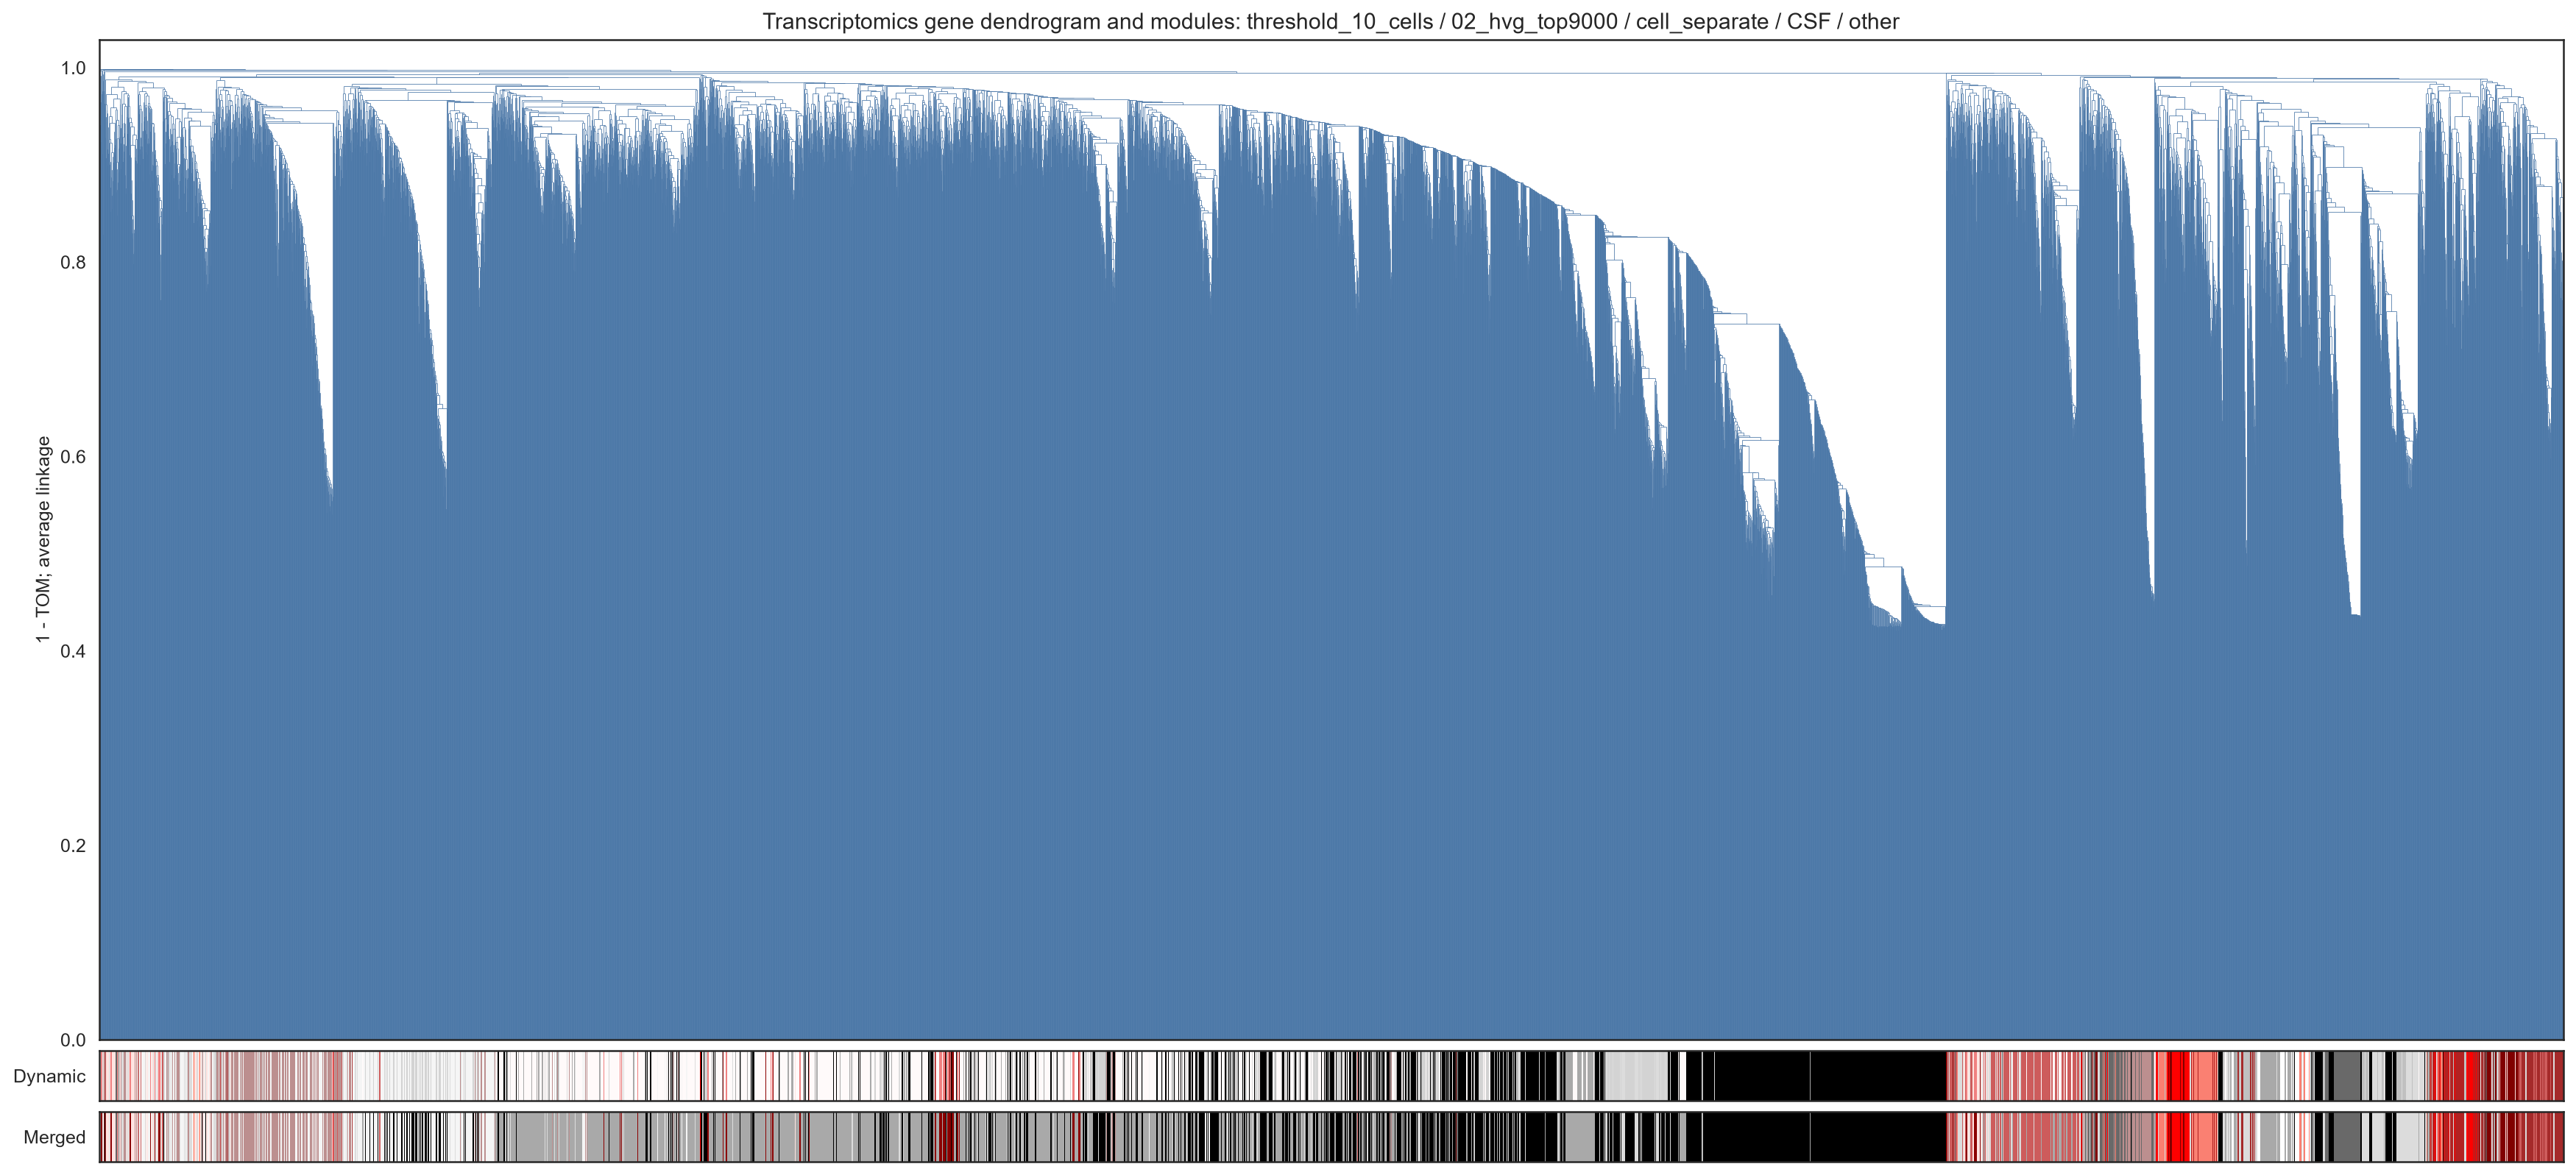 Transcriptomics gene dendrogram and modules: threshold_10_cells / 02_hvg_top9000 / cell_separate / CSF / other
1.0
0.8
0.6
0.4
0.2
0.0
1 - TOM; average linkage
Dynamic
Merged